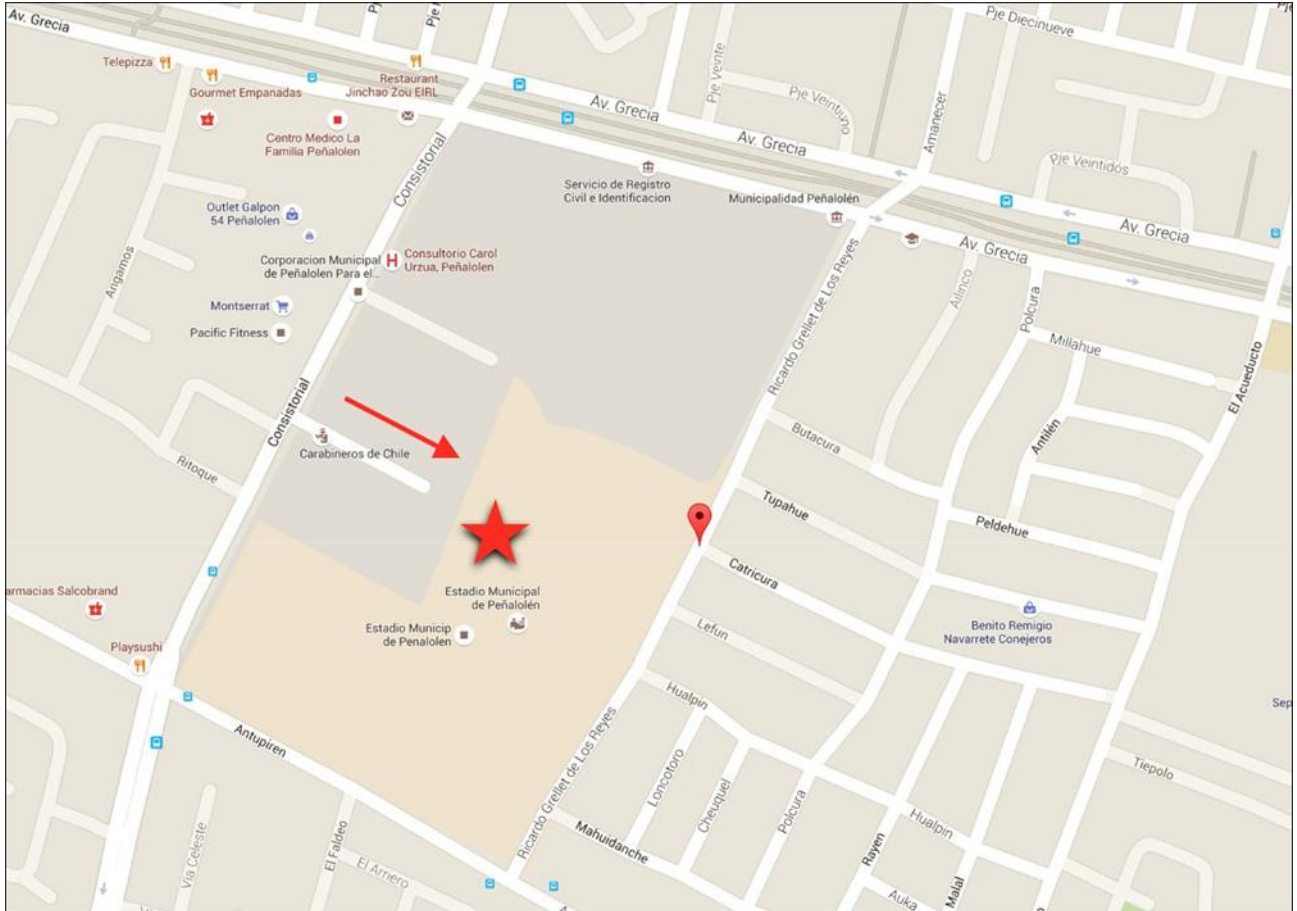 Av. Grecia
Pje Diecinueve
Telepizza
Gourmet Empanadas
Restaurant
Jinchao Zou EIRL
Pje Veinte
Pje Veintiuno
Av. Grecia
Av. Grecia
Amanecer
Pje Veintidós
Centro Medico La
Familia Peñalolen
Consistorial
Servicio de Registro
Civil e Identificacion
Municipalidad Peñalolén
Av. Grecia
Av. Grecia
Outlet Galpon
54 Peñalolen
Angamos
Corporacion Municipal
de Peñalolen Para el...
H
Consultorio Carol
Urzua, Peñalolen
Ailinco
Polcura
Montserrat
Pacific Fitness
Ricardo Grellet de Los Reyes
Millahue
El Acueducto
Consistorial
Carabineros de Chile
Butacura
Antilén
Ritoque
Tupahue
Peldehue
Catricura
armacias Salcobrand
Estadio Municipal
de Peñalolén
Estadio Municip
de Penalolen
Lefun
Benito Remigio
Navarrete Conejeros
Playsushi
Hualpin
Sep
Antupiren
Ricardo Grellet de Los Reyes
Loncotoro
Cheuquel
Polcura
Tiepolo
Hualpin
Via Celeste
El Faldeo
El Arriero
Mahuidanche
Rayen
Malal
Auka